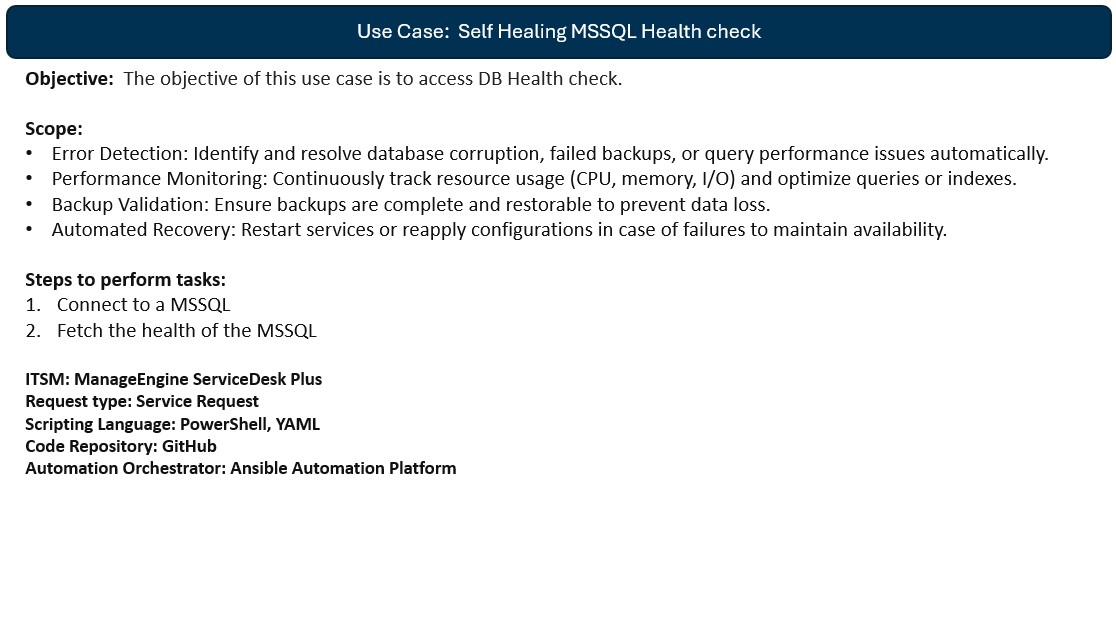 Use Case:  Self Healing MSSQL Health check
Objective:  The objective of this use case is to access DB Health check.
Scope:
• Error Detection: Identify and resolve database corruption, failed backups, or query performance issues automatically.
• Performance Monitoring: Continuously track resource usage (CPU, memory, I/O) and optimize queries or indexes.
• Backup Validation: Ensure backups are complete and restorable to prevent data loss.
• Automated Recovery: Restart services or reapply configurations in case of failures to maintain availability.
Steps to perform tasks:
1. Connect to a MSSQL
2. Fetch the health of the MSSQL
ITSM: ManageEngine ServiceDesk Plus
Request type: Service Request
Scripting Language: PowerShell, YAML
Code Repository: GitHub
Automation Orchestrator: Ansible Automation Platform